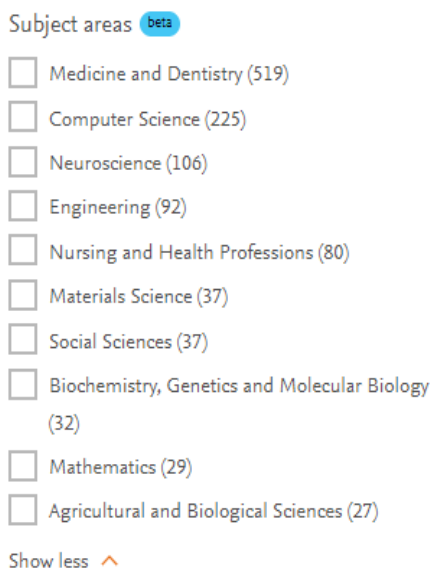 Subject areas beta
Medicine and Dentistry (519)
Computer Science (225)
Neuroscience (106)
Engineering (92)
Nursing and Health Professions (80)
Materials Science (37)
Social Sciences (37)
Biochemistry, Genetics and Molecular Biology
(32)
Mathematics (29)
Agricultural and Biological Sciences (27)
Show less